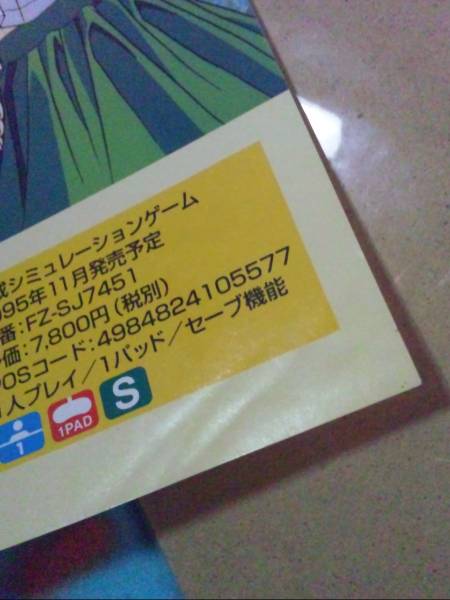 成シミュレーションゲーム
995年11月発売予定
番:FZ-SJ7451
価:7,800円(税別)
POSコード:4984824105577
1人プレイ/1パッド/セーブ機能
1
1PAD
S